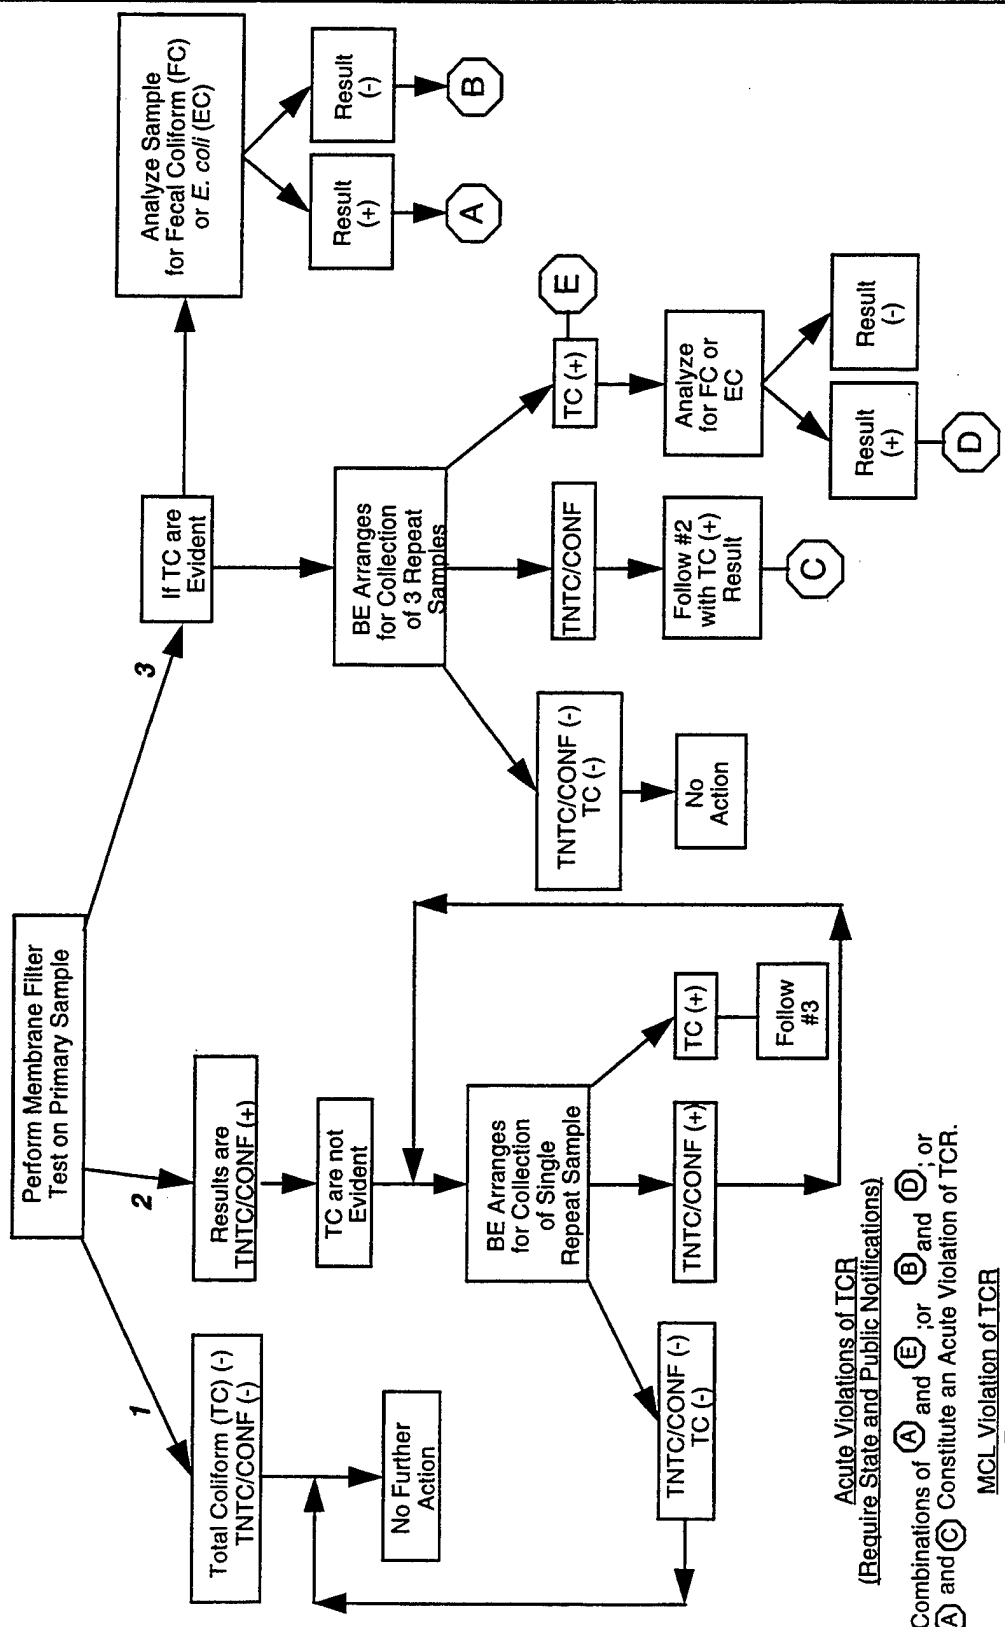 Perform Membrane Filter
Test on Primary Sample
1
2
3
Total Coliform (TC) (-)
TNTC/CONF (-)
No Further
Action
Results are
TNTC/CONF (+)
TC are not
Evident
BE Arranges
for Collection
of Single
Repeat Sample
TNTC/CONF (-)
TC (-)
TNTC/CONF (+)
TC (+)
Follow
#3
If TC are
Evident
Analyze Sample
for Fecal Coliform (FC)
or E. coli (EC)
Result
(+)
A
Result
(-)
B
BE Arranges
for Collection
of 3 Repeat
Samples
TNTC/CONF (-)
TC (-)
No
Action
TNTC/CONF
Follow #2
with TC (+)
Result
C
TC (+)
E
Analyze
for FC or
EC
Result
(+)
D
Result
(-)
Acute Violations of TCR
(Require State and Public Notifications)
Combinations of A and E ;or B and D ; or
A and C Constitute an Acute Violation of TCR.
MCL Violation of TCR